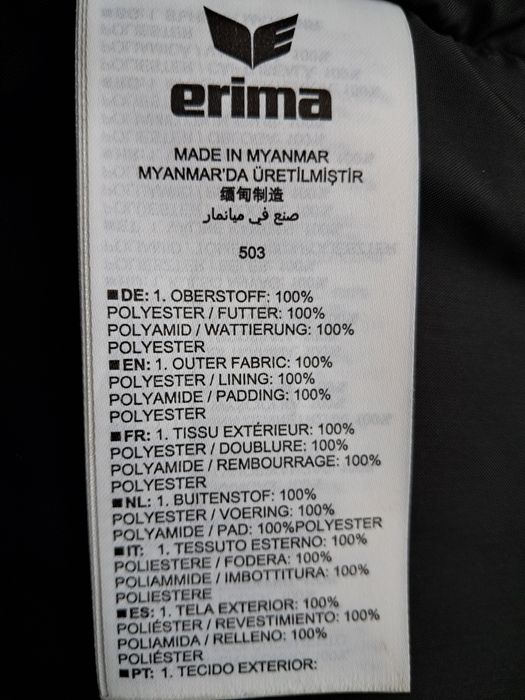 erima
MADE IN MYANMAR
MYANMAR'DA ÜRETİLMİŞTİR
缅甸制造
صنع في ميانمار
503
■DE: 1. OBERSTOFF: 100%
POLYESTER / FUTTER: 100%
POLYAMID / WATTIERUNG: 100%
POLYESTER
■EN: 1. OUTER FABRIC: 100%
POLYESTER / LINING: 100%
POLYAMIDE / PADDING: 100%
POLYESTER
■FR: 1. TISSU EXTÉRIEUR: 100%
POLYESTER / DOUBLURE: 100%
POLYAMIDE / REMBOURRAGE: 100%
POLYESTER
■NL: 1. BUITENSTOF: 100%
POLYESTER / VOERING: 100%
POLYAMIDE / PAD: 100%POLYESTER
■IT: 1. TESSUTO ESTERNO: 100%
POLIESTERE / FODERA: 100%
POLIAMMIDE / IMBOTTITURA: 100%
POLIESTERE
■ES: 1. TELA EXTERIOR: 100%
POLIÉSTER / REVESTIMIENTO: 100%
POLIAMIDA / RELLENO: 100%
POLIÉSTER
■PT: 1. TECIDO EXTERIOR: